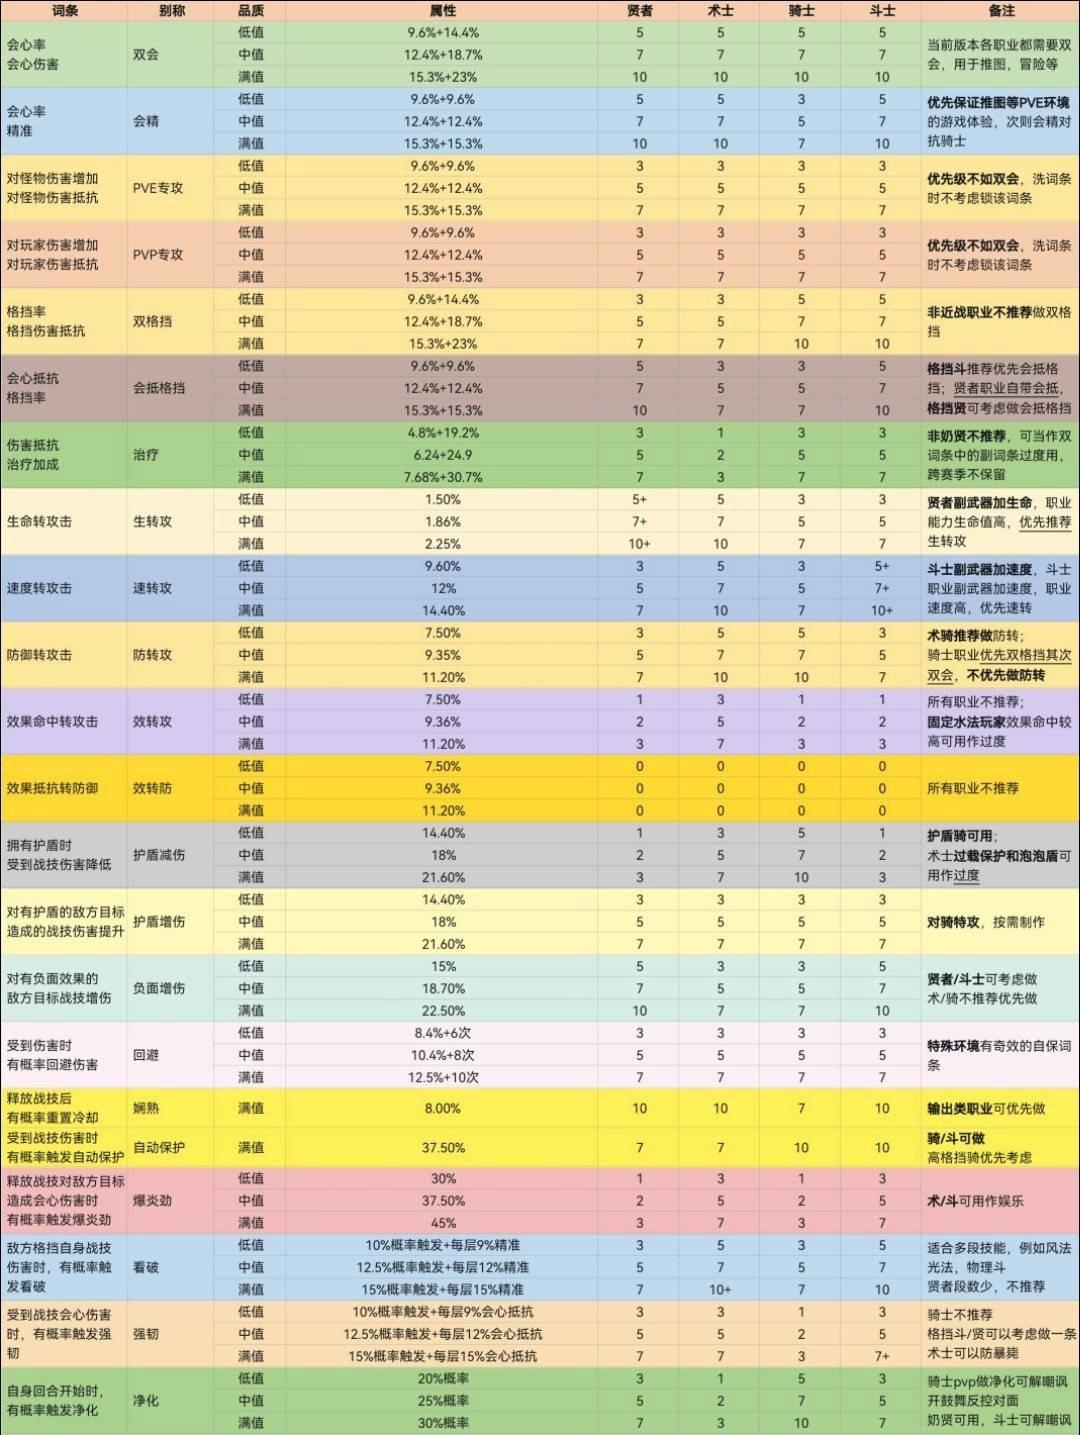 词条 别称 品质 属性 贤者 术士 骑士 斗士 备注
会心率
会心伤害
双会
低值 9.6%+14.4% 5 5 5 5
中值 12.4%+18.7% 7 7 7 7
满值 15.3%+23% 10 10 10 10
当前版本各职业都需要双
会，用于推图，冒险等
会心率
精准
会精
低值 9.6%+9.6% 5 5 3 5
中值 12.4%+12.4% 7 7 5 7
满值 15.3%+15.3% 10 10 7 10
优先保证推图等PVE环境
的游戏体验，次则会精对
抗骑士
对怪物伤害增加
对怪物伤害抵抗
PVE专攻
低值 9.6%+9.6% 3 3 3 3
中值 12.4%+12.4% 5 5 5 5
满值 15.3%+15.3% 7 7 7 7
优先级不如双会，洗词条
时不考虑锁该词条
对玩家伤害增加
对玩家伤害抵抗
PVP专攻
低值 9.6%+9.6% 3 3 3 3
中值 12.4%+12.4% 5 5 5 5
满值 15.3%+15.3% 7 7 7 7
优先级不如双会，洗词条
时不考虑锁该词条
格挡率
格挡伤害抵抗
双格挡
低值 9.6%+14.4% 3 3 5 5
中值 12.4%+18.7% 5 5 7 7
满值 15.3%+23% 7 7 10 10
非近战职业不推荐做双格
挡
会心抵抗
格挡率
会抵格挡
低值 9.6%+9.6% 5 3 3 5
中值 12.4%+12.4% 7 5 5 7
满值 15.3%+15.3% 10 7 7 10
格挡斗推荐优先会抵格
挡；贤者职业自带会抵，
格挡贤可考虑做会抵格挡
伤害抵抗
治疗加成
治疗
低值 4.8%+19.2% 3 1 3 3
中值 6.24+24.9 5 2 5 5
满值 7.68%+30.7% 7 3 7 7
非奶贤不推荐，可当作双
词条中的副词条过度用，
跨赛季不保留
生命转攻击
生转攻
低值 1.50% 5+ 5 3 3
中值 1.86% 7+ 7 5 5
满值 2.25% 10+ 10 7 7
贤者副武器加生命，职业
能力生命值高，优先推荐
生转攻
速度转攻击
速转攻
低值 9.60% 3 5 3 5+
中值 12% 5 7 5 7+
满值 14.40% 7 10 7 10+
斗士副武器加速度，斗士
职业副武器加速度，职业
速度高，优先速转
防御转攻击
防转攻
低值 7.50% 3 5 5 3
中值 9.35% 5 7 7 5
满值 11.20% 7 10 10 7
术骑推荐做防转；
骑士职业优先双格挡其次
双会，不优先做防转
效果命中转攻击
效转攻
低值 7.50% 1 3 1 1
中值 9.36% 2 5 2 2
满值 11.20% 3 7 3 3
所有职业不推荐；
固定水法玩家效果命中较
高可用作过度
效果抵抗转防御
效转防
低值 7.50% 0 0 0 0
中值 9.36% 0 0 0 0
满值 11.20% 0 0 0 0
所有职业不推荐
拥有护盾时
受到战技伤害降低
护盾减伤
低值 14.40% 1 3 5 1
中值 18% 2 5 7 2
满值 21.60% 3 7 10 3
护盾骑可用；
术士过载保护和泡泡盾可
用作过度
对有护盾的敌方目标
造成的战技伤害提升
护盾增伤
低值 14.40% 3 3 3 3
中值 18% 5 5 5 5
满值 21.60% 7 7 7 7
对骑特攻，按需制作
对有负面效果的
敌方目标战技增伤
负面增伤
低值 15% 5 3 3 5
中值 18.70% 7 5 5 7
满值 22.50% 10 7 7 10
贤者/斗士可考虑做
术/骑不推荐优先做
受到伤害时
有概率回避伤害
回避
低值 8.4%+6次 3 3 3 3
中值 10.4%+8次 5 5 5 5
满值 12.5%+10次 7 7 7 7
特殊环境有奇效的自保词
条
释放战技后
有概率重置冷却
娴熟
满值 8.00% 10 10 7 10
输出类职业可优先做
受到战技伤害时
有概率触发自动保护
自动保护
满值 37.50% 7 7 10 10
骑/斗可做
高格挡骑优先考虑
释放战技对敌方目标
造成会心伤害时
有概率触发爆炎劲
爆炎劲
低值 30% 1 3 1 3
中值 37.50% 2 5 2 5
满值 45% 3 7 3 7
术/斗可用作娱乐
敌方格挡自身战技
伤害时，有概率触
发看破
看破
低值 10%概率触发+每层9%精准 3 5 3 5
中值 12.5%概率触发+每层12%精准 5 7 5 7
满值 15%概率触发+每层15%精准 7 10+ 7 10
适合多段技能，例如风法
光法，物理斗
贤者段数少，不推荐
受到战技会心伤害
时，有概率触发强
韧
强韧
低值 10%概率触发+每层9%会心抵抗 3 3 1 3
中值 12.5%概率触发+每层12%会心抵抗 5 5 2 5
满值 15%概率触发+每层15%会心抵抗 7 7 3 7+
骑士不推荐
格挡斗/贤可以考虑做一条
术士可以防暴毙
自身回合开始时，
有概率触发净化
净化
低值 20%概率 3 1 5 3
中值 25%概率 5 2 7 5
满值 30%概率 7 3 10 7
骑士pvp做净化可解嘲讽
开鼓舞反控对面
奶贤可用，斗士可解嘲讽